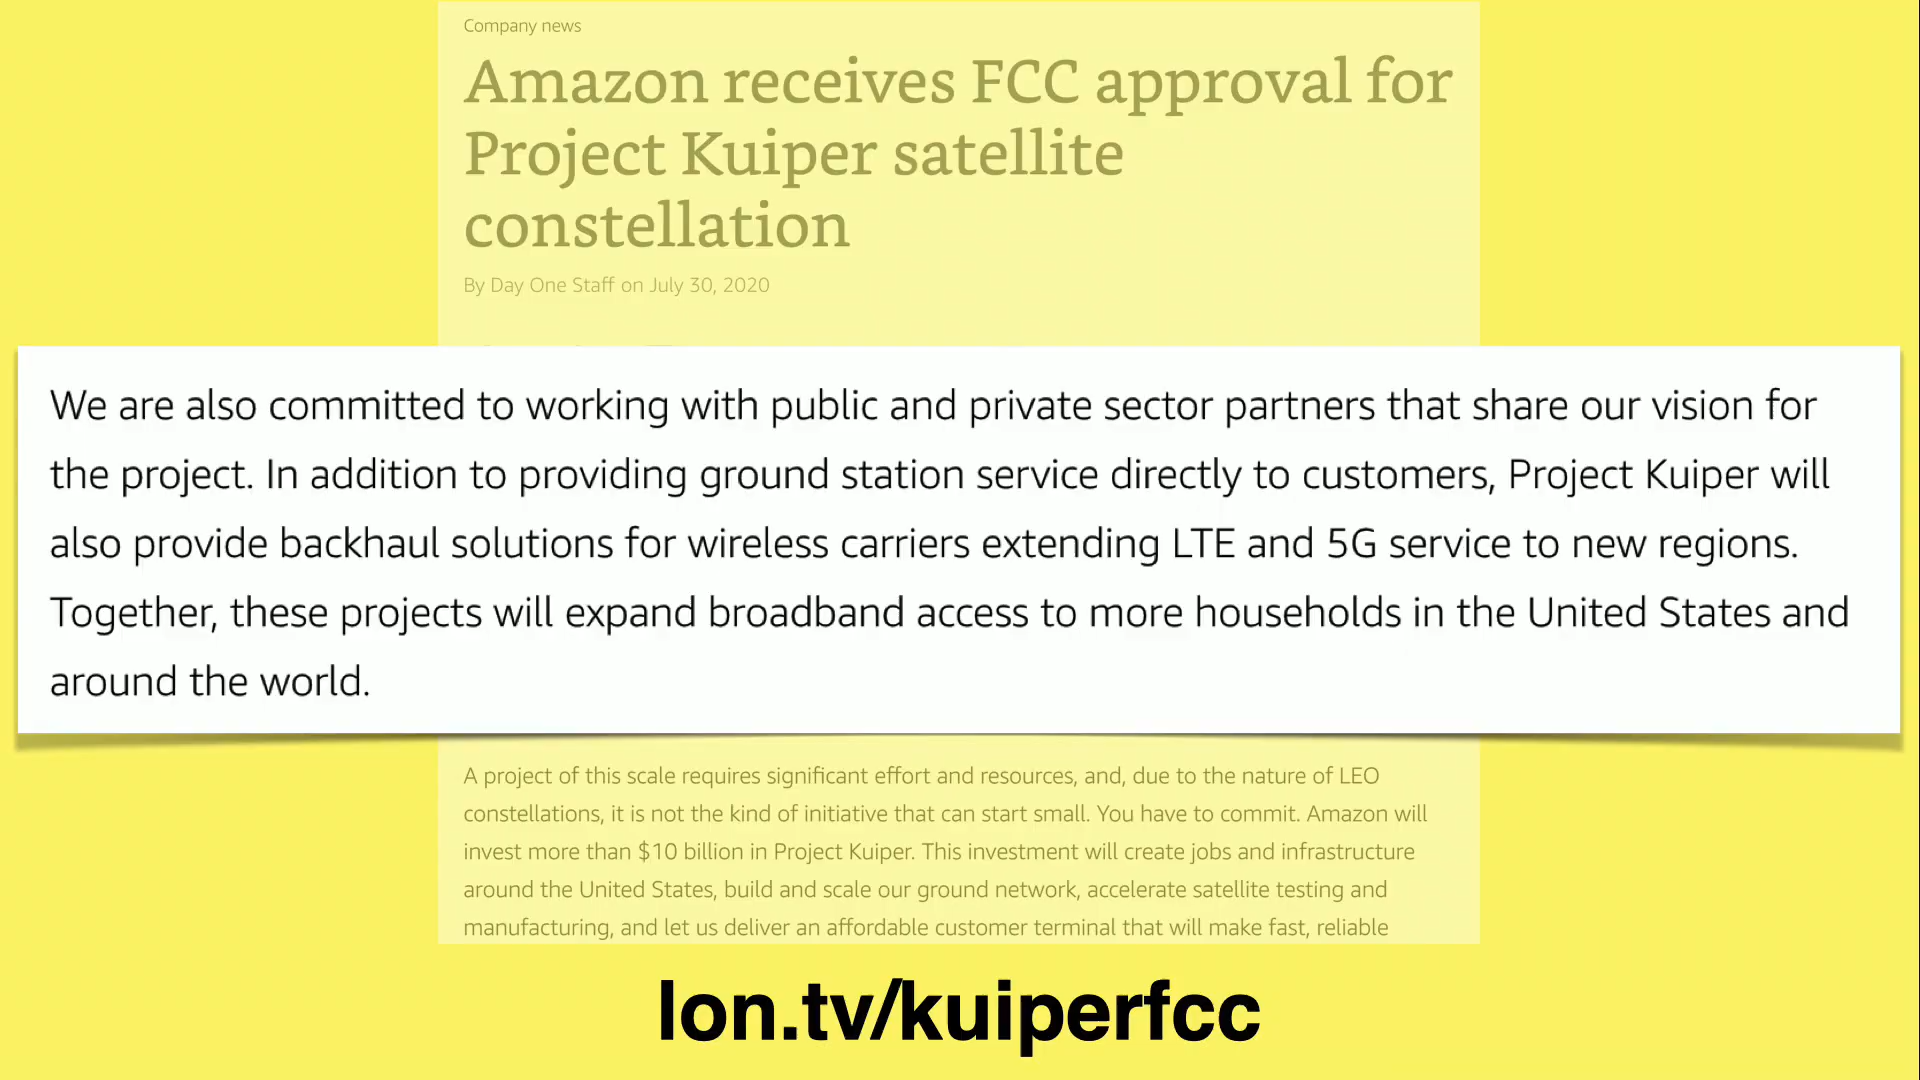 Company news
Amazon receives FCC approval for
Project Kuiper satellite
constellation
By Day One Staff on July 30, 2020
We are also committed to working with public and private sector partners that share our vision for
the project. In addition to providing ground station service directly to customers, Project Kuiper will
also provide backhaul solutions for wireless carriers extending LTE and 5G service to new regions.
Together, these projects will expand broadband access to more households in the United States and
around the world.
A project of this scale requires significant effort and resources, and, due to the nature of LEO
constellations, it is not the kind of initiative that can start small. You have to commit. Amazon will
invest more than $10 billion in Project Kuiper. This investment will create jobs and infrastructure
around the United States, build and scale our ground network, accelerate satellite testing and
manufacturing, and let us deliver an affordable customer terminal that will make fast, reliable
lon.tv/kuiperfcc